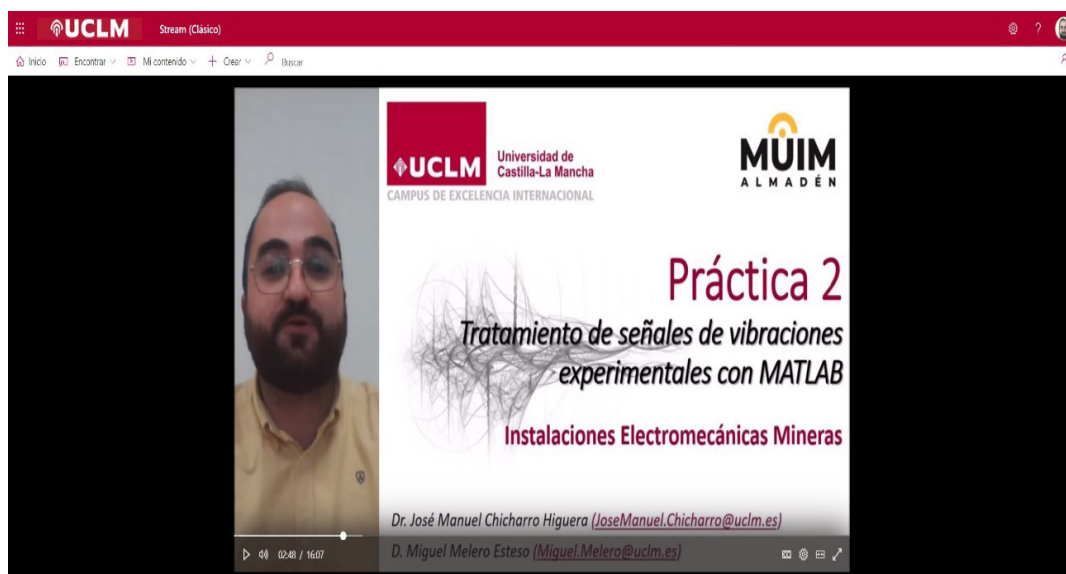 UCLM Stream (Clásico) ?
Inicio Encontrar Mi contenido Crear Buscar
UCLM Universidad de
Castilla-La Mancha
CAMPUS DE EXCELENCIA INTERNACIONAL
MUIM
ALMADÉN
Práctica 2
Tratamiento de señales de vibraciones
experimentales con MATLAB
Instalaciones Electromecánicas Mineras
Dr. José Manuel Chicharro Higuera (JoseManuel.Chicharro@uclm.es)
D. Miguel Melero Esteso (Miguel.Melero@uclm.es)
02:48 / 16:07